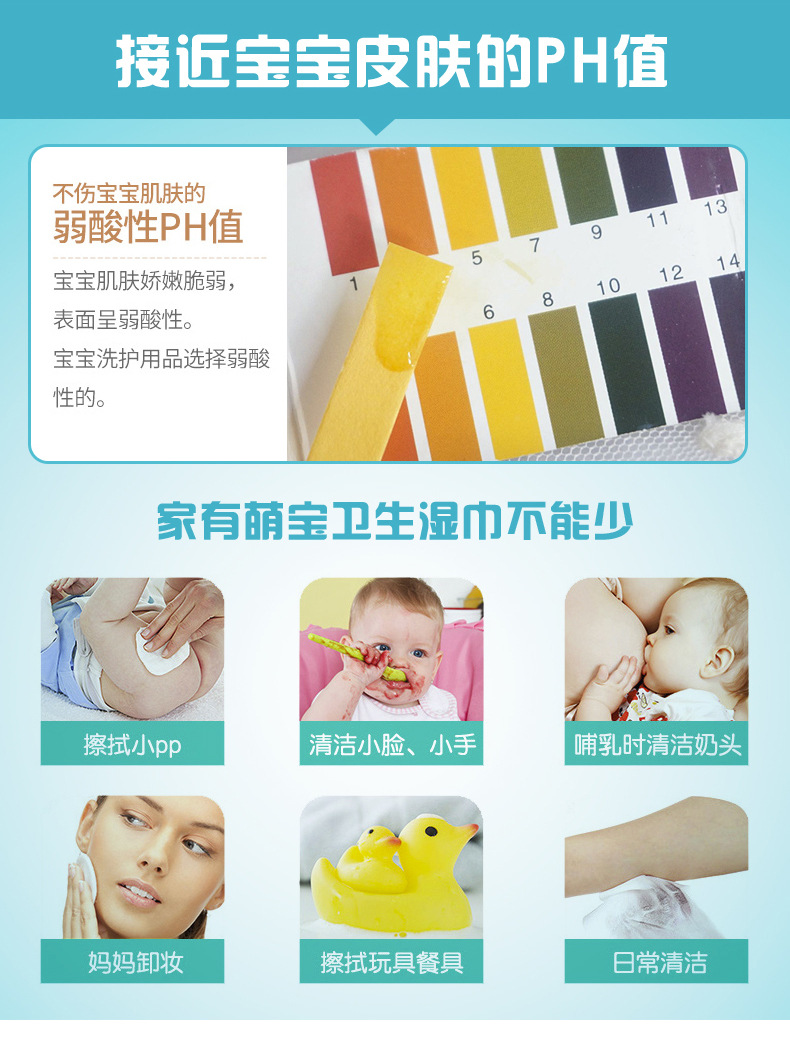 接近宝宝皮肤的PH值
不伤宝宝肌肤的
弱酸性PH值
宝宝肌肤娇嫩脆弱，
表面呈弱酸性。
宝宝洗护用品选择弱酸
性的。
1 5 7 9 11 13
6 8 10 12 14
家有萌宝卫生湿巾不能少
擦拭小pp
清洁小脸、小手
哺乳时清洁奶头
妈妈卸妆
擦拭玩具餐具
日常清洁